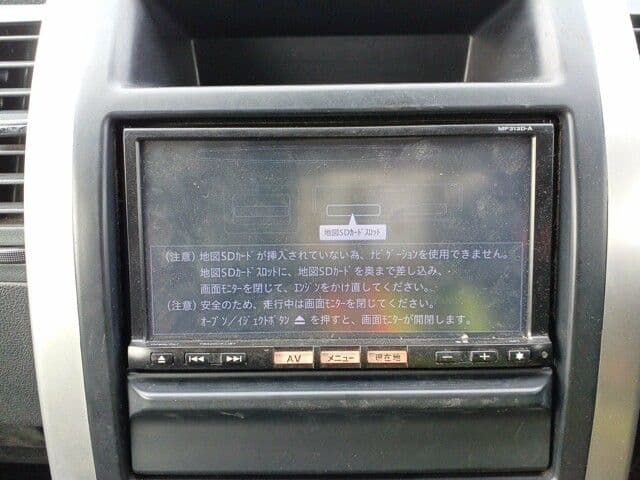 MP313D-A
地図SDｶｰﾄﾞｽﾛｯﾄ
(注意) 地図SDｶｰﾄﾞが挿入されていない為、ﾅﾋﾞｹﾞｰｼｮﾝを使用できません。
地図SDｶｰﾄﾞｽﾛｯﾄに、地図SDｶｰﾄﾞを奥まで差し込み、
画面ﾓﾆﾀｰを閉じて、ｴﾝｼﾞﾝをかけ直してください。
(注意) 安全のため、走行中は画面ﾓﾆﾀｰを閉じてください。
ｵｰﾌﾟﾝ/ｲｼﾞｪｸﾄﾎﾞﾀﾝ ⏏ を押すと、画面ﾓﾆﾀｰが開閉します。
AV メニュー 現在地